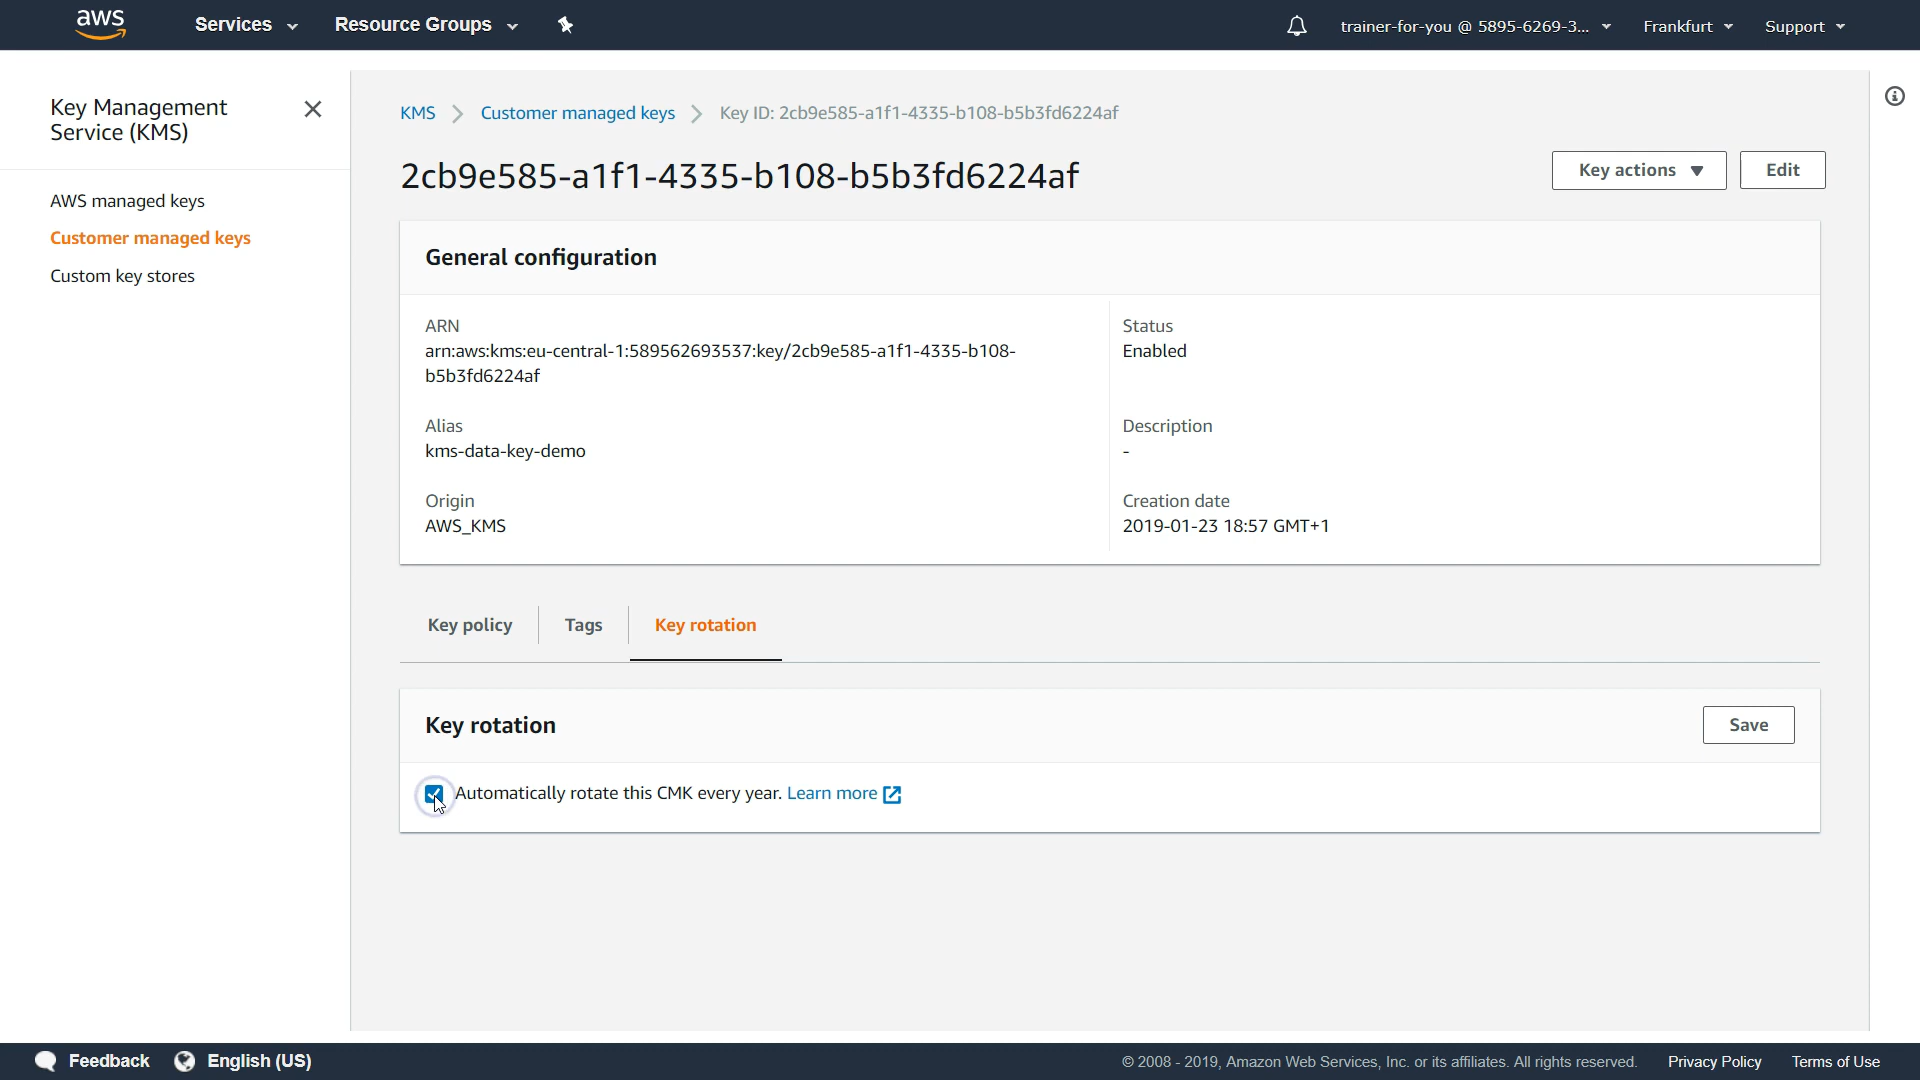 aws
Services
Resource Groups
trainer-for-you @ 5895-6269-3...
Frankfurt
Support
Key Management
Service (KMS)
AWS managed keys
Customer managed keys
Custom key stores
KMS
Customer managed keys
Key ID: 2cb9e585-a1f1-4335-b108-b5b3fd6224af
2cb9e585-a1f1-4335-b108-b5b3fd6224af
Key actions
Edit
General configuration
ARN
arn:aws:kms:eu-central-1:589562693537:key/2cb9e585-a1f1-4335-b108-
b5b3fd6224af
Status
Enabled
Alias
kms-data-key-demo
Description
-
Origin
AWS_KMS
Creation date
2019-01-23 18:57 GMT+1
Key policy
Tags
Key rotation
Key rotation
Save
Automatically rotate this CMK every year. Learn more
Feedback
English (US)
© 2008 - 2019, Amazon Web Services, Inc. or its affiliates. All rights reserved.
Privacy Policy
Terms of Use